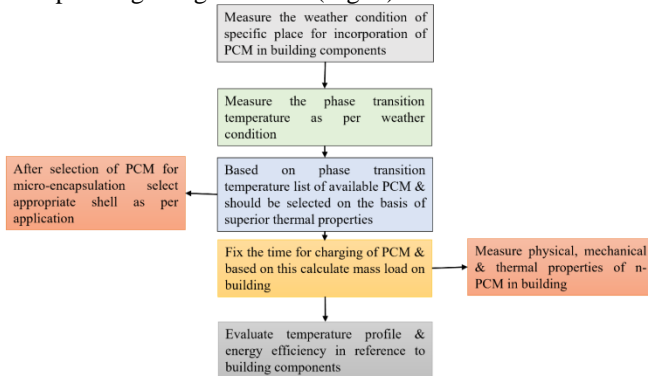 Measure the weather condition of
specific place for incorporation of
PCM in building components
Measure the phase transition
temperature as per weather
condition
After selection of PCM for
micro-encapsulation select
appropriate shell as per
application
Based on phase transition
temperature list of available PCM &
should be selected on the basis of
superior thermal properties
Fix the time for charging of PCM &
based on this calculate mass load on
building
Measure physical, mechanical
& thermal properties of n-
PCM in building
Evaluate temperature profile &
energy efficiency in reference to
building components